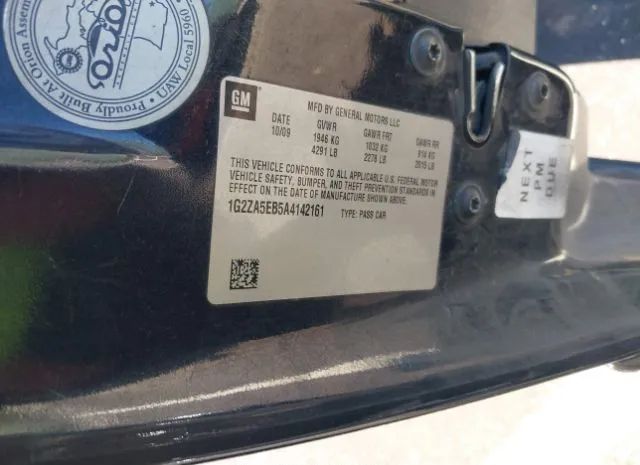 Orion
Proudly Built At Orion Assem
UAW Local 5960
GM
MFD BY GENERAL MOTORS LLC
DATE GVWR GAWR FRT GAWR RR
10/09 1946 KG 1032 KG 914 KG
4291 LB 2276 LB 2015 LB
THIS VEHICLE CONFORMS TO ALL APPLICABLE U.S. FEDERAL MOTOR
VEHICLE SAFETY, BUMPER, AND THEFT PREVENTION STANDARDS IN
EFFECT ON THE DATE OF MANUFACTURE SHOWN ABOVE.
1G2ZA5EB5A4142161 TYPE: PASS CAR
NEXT
PM
DUE